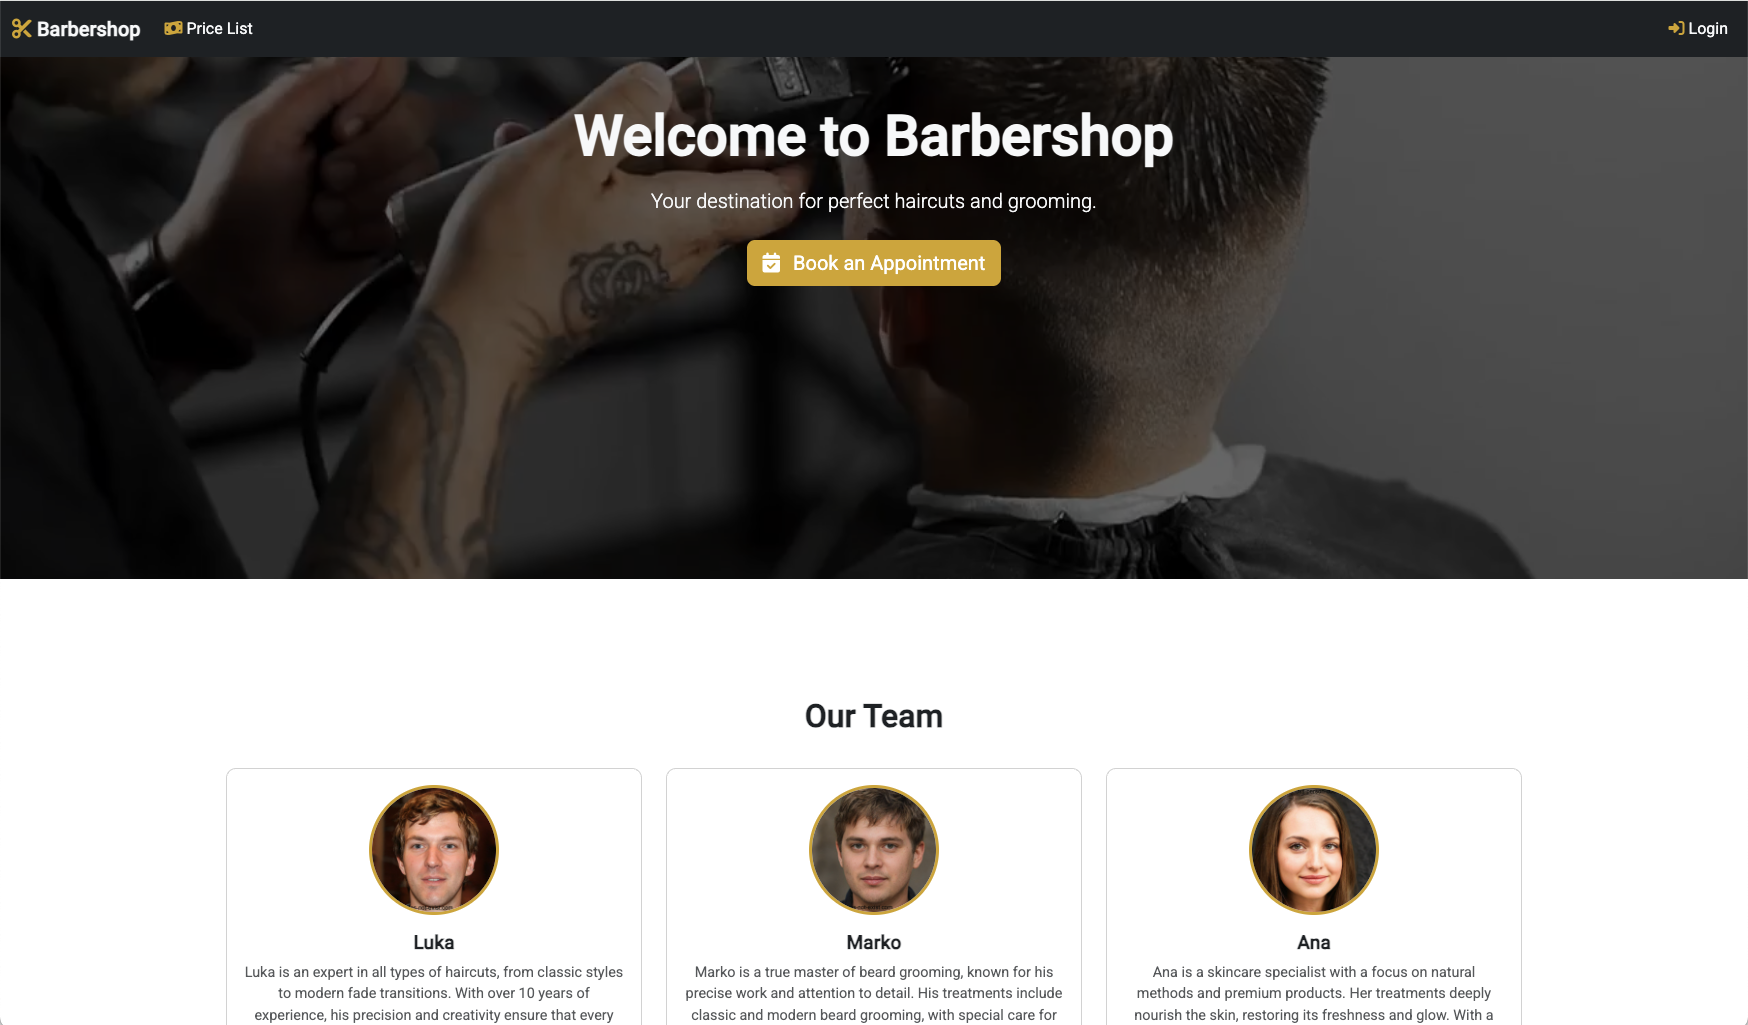 Barbershop
Price List
Login
Welcome to Barbershop
Your destination for perfect haircuts and grooming.
Book an Appointment
Our Team
Luka
Luka is an expert in all types of haircuts, from classic styles
to modern fade transitions. With over 10 years of
experience, his precision and creativity ensure that every
Marko
Marko is a true master of beard grooming, known for his
precise work and attention to detail. His treatments include
classic and modern beard grooming, with special care for
Ana
Ana is a skincare specialist with a focus on natural
methods and premium products. Her treatments deeply
nourish the skin, restoring its freshness and glow. With a